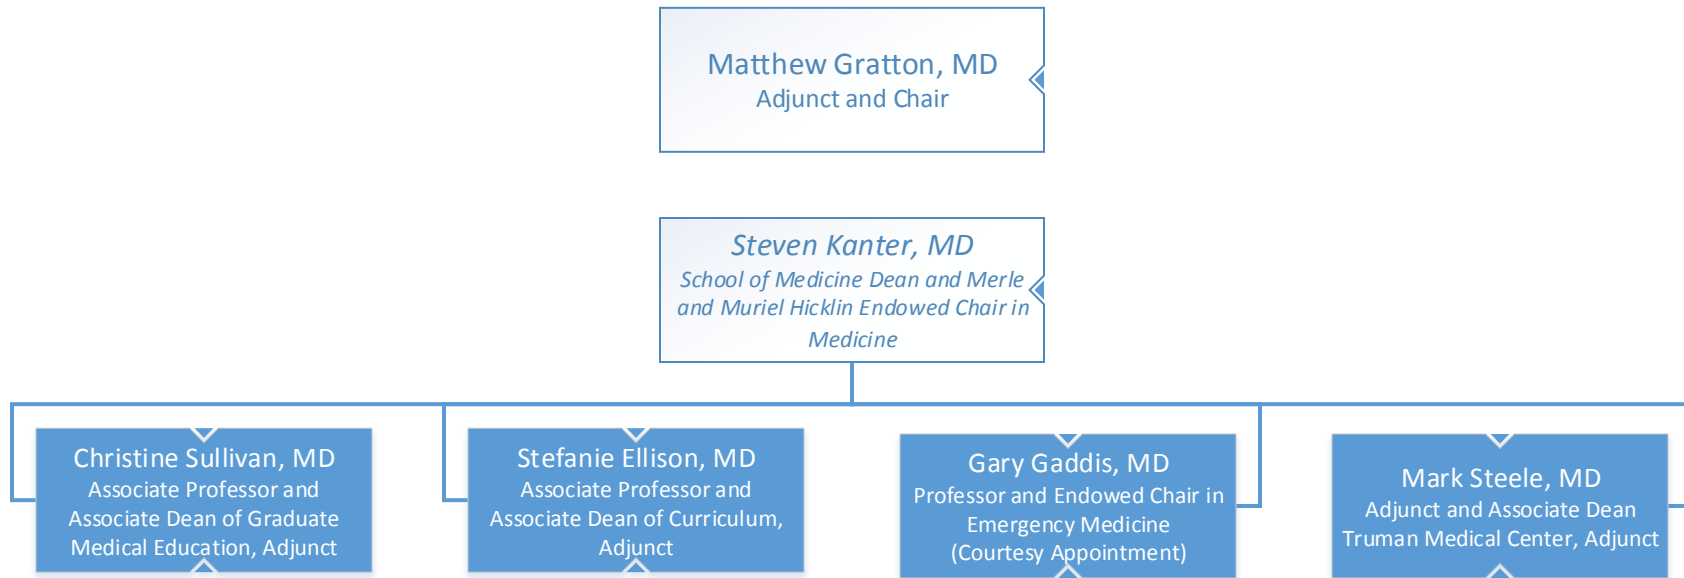 Matthew Gratton, MD
Adjunct and Chair
Steven Kanter, MD
School of Medicine Dean and Merle
and Muriel Hicklin Endowed Chair in
Medicine
Christine Sullivan, MD
Associate Professor and
Associate Dean of Graduate
Medical Education, Adjunct
Stefanie Ellison, MD
Associate Professor and
Associate Dean of Curriculum,
Adjunct
Gary Gaddis, MD
Professor and Endowed Chair in
Emergency Medicine
(Courtesy Appointment)
Mark Steele, MD
Adjunct and Associate Dean
Truman Medical Center, Adjunct